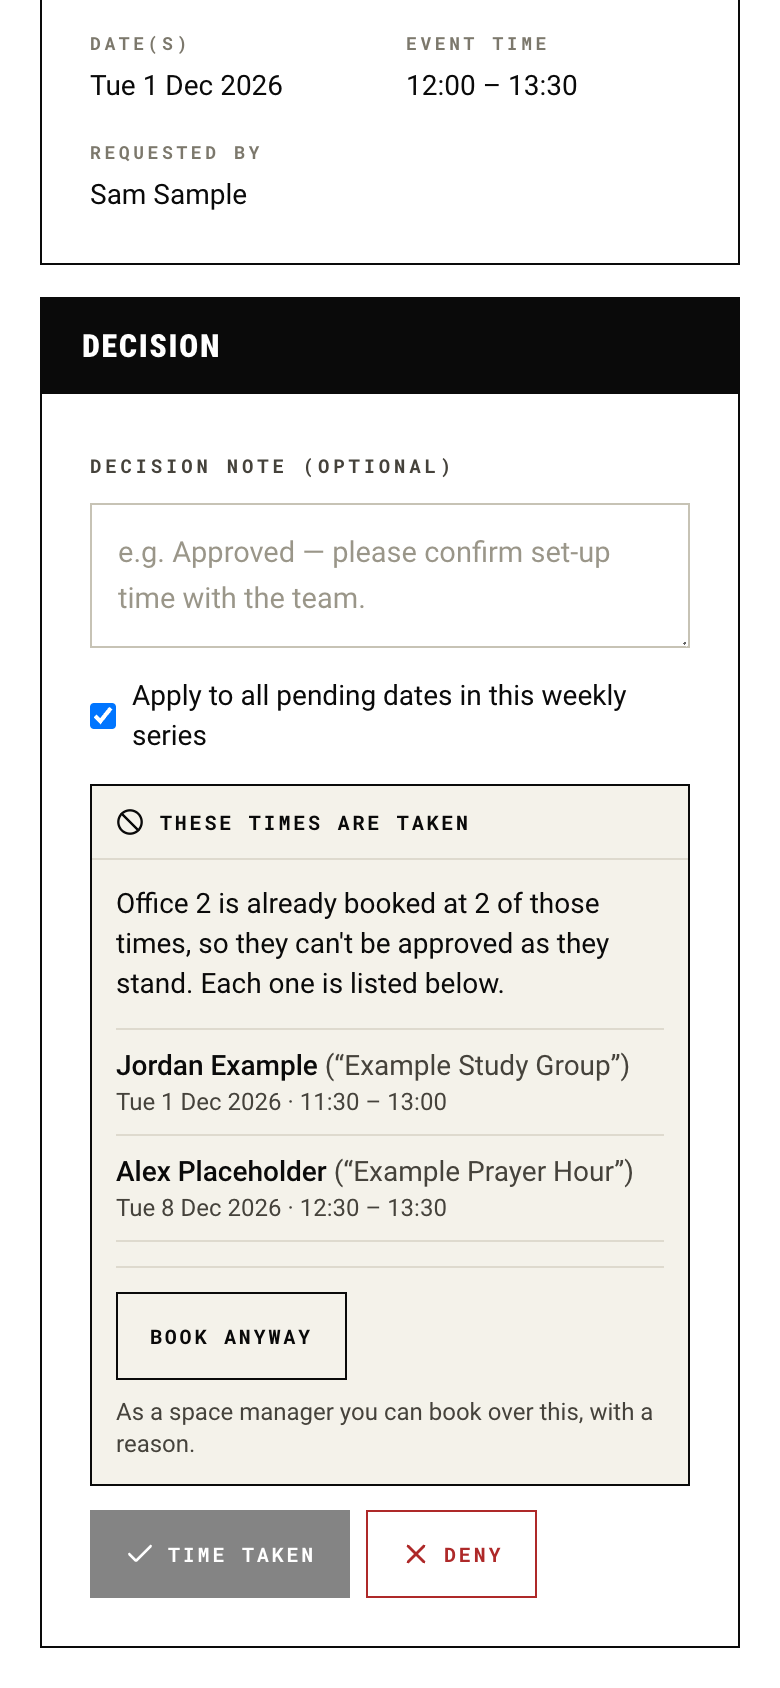 DATE(S)
Tue 1 Dec 2026
EVENT TIME
12:00 – 13:30
REQUESTED BY
Sam Sample
DECISION
DECISION NOTE (OPTIONAL)
e.g. Approved — please confirm set-up
time with the team.
Apply to all pending dates in this weekly
series
THESE TIMES ARE TAKEN
Office 2 is already booked at 2 of those
times, so they can't be approved as they
stand. Each one is listed below.
Jordan Example (“Example Study Group”)
Tue 1 Dec 2026 · 11:30 – 13:00
Alex Placeholder (“Example Prayer Hour”)
Tue 8 Dec 2026 · 12:30 – 13:30
BOOK ANYWAY
As a space manager you can book over this, with a
reason.
TIME TAKEN
DENY